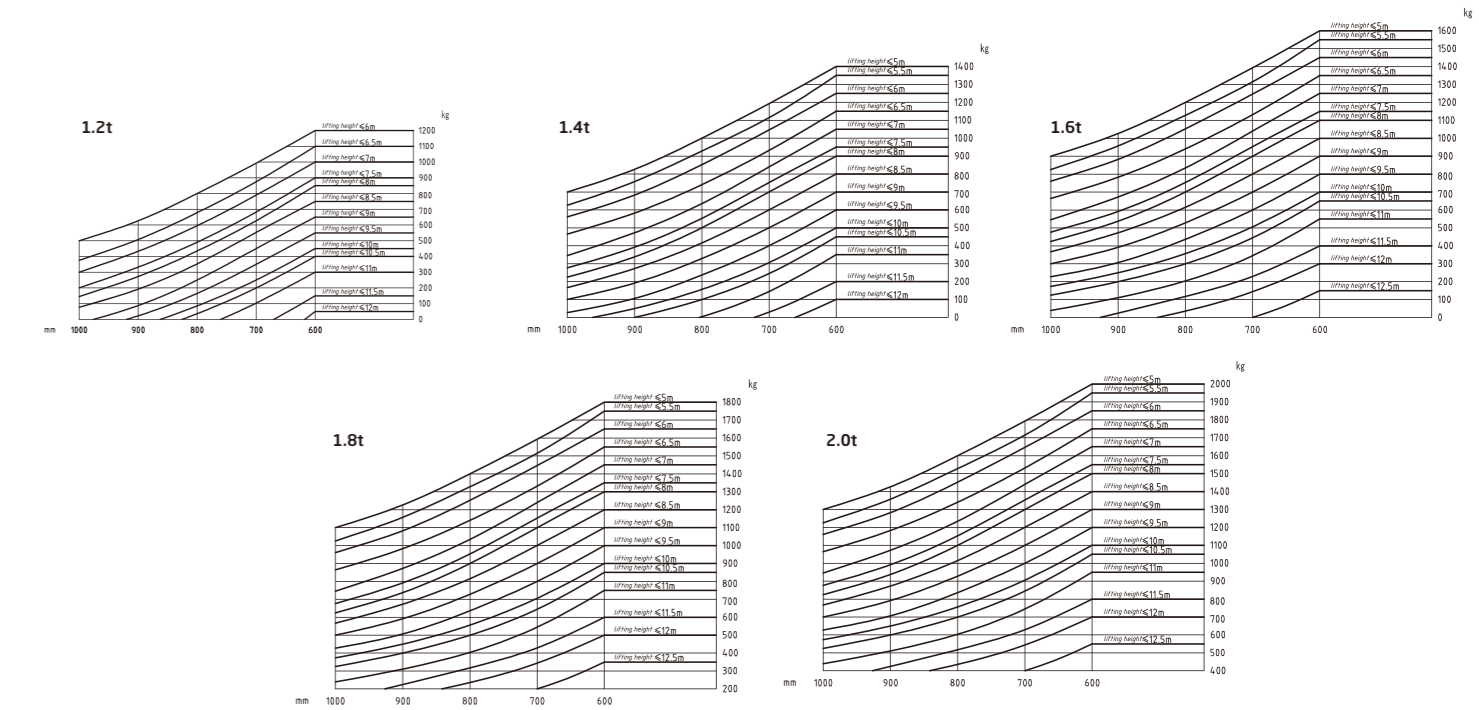 1.2t
kg
lifting height⩽6m
1200
lifting height⩽6.5m
1100
lifting height⩽7m
1000
lifting height⩽7.5m
900
lifting height⩽8m
800
lifting height⩽8.5m
700
lifting height⩽9m
600
lifting height⩽9.5m
500
lifting height⩽10m
lifting height⩽10.5m
400
lifting height⩽11m
300
200
lifting height⩽11.5m
100
lifting height⩽12m
0
mm 1000 900 800 700 600
1.4t
kg
lifting height⩽5m
1400
lifting height⩽5.5m
1300
lifting height⩽6m
1200
lifting height⩽6.5m
1100
lifting height⩽7m
1000
lifting height⩽7.5m
lifting height⩽8m
900
lifting height⩽8.5m
800
lifting height⩽9m
700
lifting height⩽9.5m
600
lifting height⩽10m
500
lifting height⩽10.5m
400
lifting height⩽11m
300
lifting height⩽11.5m
200
lifting height⩽12m
100
0
mm 1000 900 800 700 600
1.6t
kg
lifting height⩽5m
1600
lifting height⩽5.5m
1500
lifting height⩽6m
1400
lifting height⩽6.5m
1300
lifting height⩽7m
1200
lifting height⩽7.5m
lifting height⩽8m
1100
lifting height⩽8.5m
1000
lifting height⩽9m
900
lifting height⩽9.5m
800
lifting height⩽10m
700
lifting height⩽10.5m
600
lifting height⩽11m
500
lifting height⩽11.5m
400
lifting height⩽12m
300
200
lifting height⩽12.5m
100
0
mm 1000 900 800 700 600
1.8t
kg
lifting height ⩽5m
1800
lifting height ⩽5.5m
1700
lifting height ⩽6m
1600
lifting height ⩽6.5m
1500
lifting height ⩽7m
1400
lifting height ⩽7.5m
lifting height ⩽8m
1300
lifting height ⩽8.5m
1200
lifting height ⩽9m
1100
lifting height ⩽9.5m
1000
lifting height ⩽10m
900
lifting height ⩽10.5m
800
lifting height ⩽11m
700
lifting height ⩽11.5m
600
lifting height ⩽12m
500
400
lifting height ⩽12.5m
300
200
mm 1000 900 800 700 600
2.0t
kg
lifting height⩽5m
2000
lifting height⩽5.5m
1900
lifting height⩽6m
1800
lifting height⩽6.5m
1700
lifting height⩽7m
1600
lifting height⩽7.5m
lifting height⩽8m
1500
lifting height⩽8.5m
1400
lifting height⩽9m
1300
lifting height⩽9.5m
1200
lifting height⩽10m
1100
lifting height⩽10.5m
1000
lifting height⩽11m
900
lifting height⩽11.5m
800
lifting height⩽12m
700
600
lifting height⩽12.5m
500
400
mm 1000 900 800 700 600